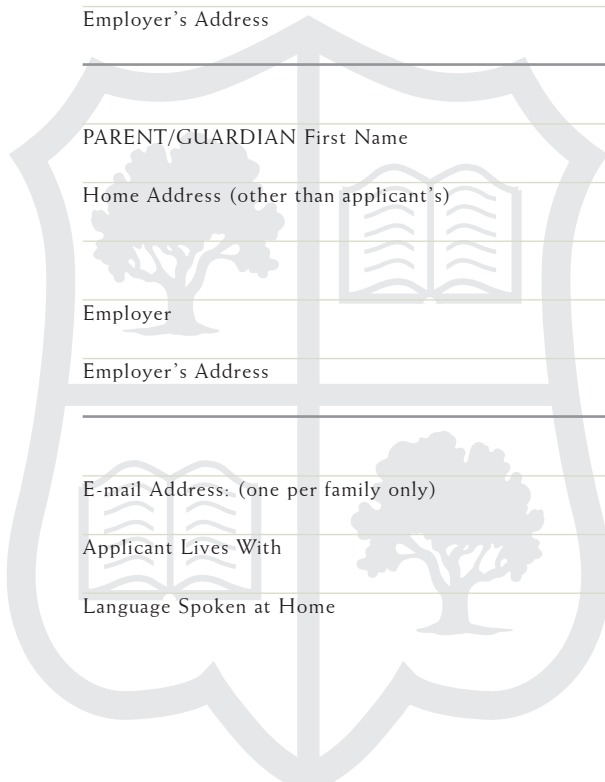 Employer’s Address
PARENT/GUARDIAN First Name
Home Address (other than applicant’s)
Employer
Employer’s Address
E-mail Address: (one per family only)
Applicant Lives With
Language Spoken at Home